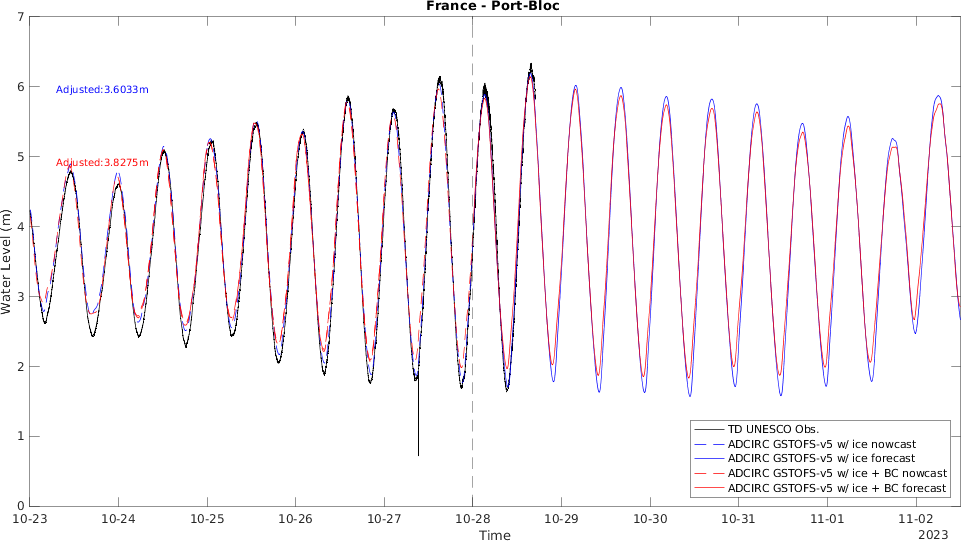 France - Port-Bloc
7
6
5
4
3
2
1
0
Water Level (m)
Adjusted:3.6033m
Adjusted:3.8275m
TD UNESCO Obs.
ADCIRC GSTOFS-v5 w/ ice nowcast
ADCIRC GSTOFS-v5 w/ ice forecast
ADCIRC GSTOFS-v5 w/ ice + BC nowcast
ADCIRC GSTOFS-v5 w/ ice + BC forecast
10-23 10-24 10-25 10-26 10-27 10-28 10-29 10-30 10-31 11-01 11-02
Time
2023